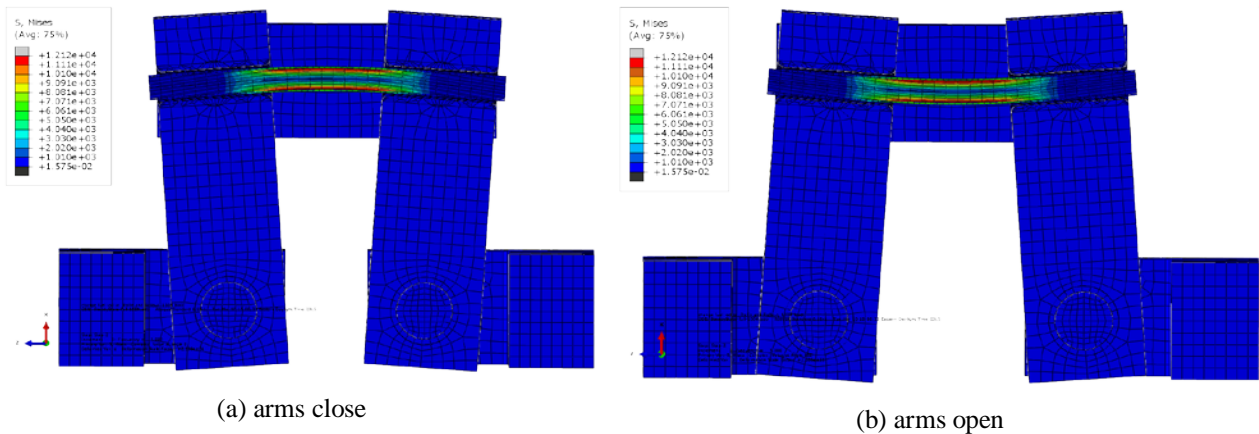 S, Mises
(Avg: 75%)
+1.212e+04
+1.111e+04
+1.010e+04
+9.091e+03
+8.081e+03
+7.071e+03
+6.061e+03
+5.050e+03
+4.040e+03
+3.030e+03
+2.020e+03
+1.010e+03
+1.575e-02
(a) arms close
S, Mises
(Avg: 75%)
+1.212e+04
+1.111e+04
+1.010e+04
+9.091e+03
+8.081e+03
+7.071e+03
+6.061e+03
+5.050e+03
+4.040e+03
+3.030e+03
+2.020e+03
+1.010e+03
+1.575e-02
(b) arms open